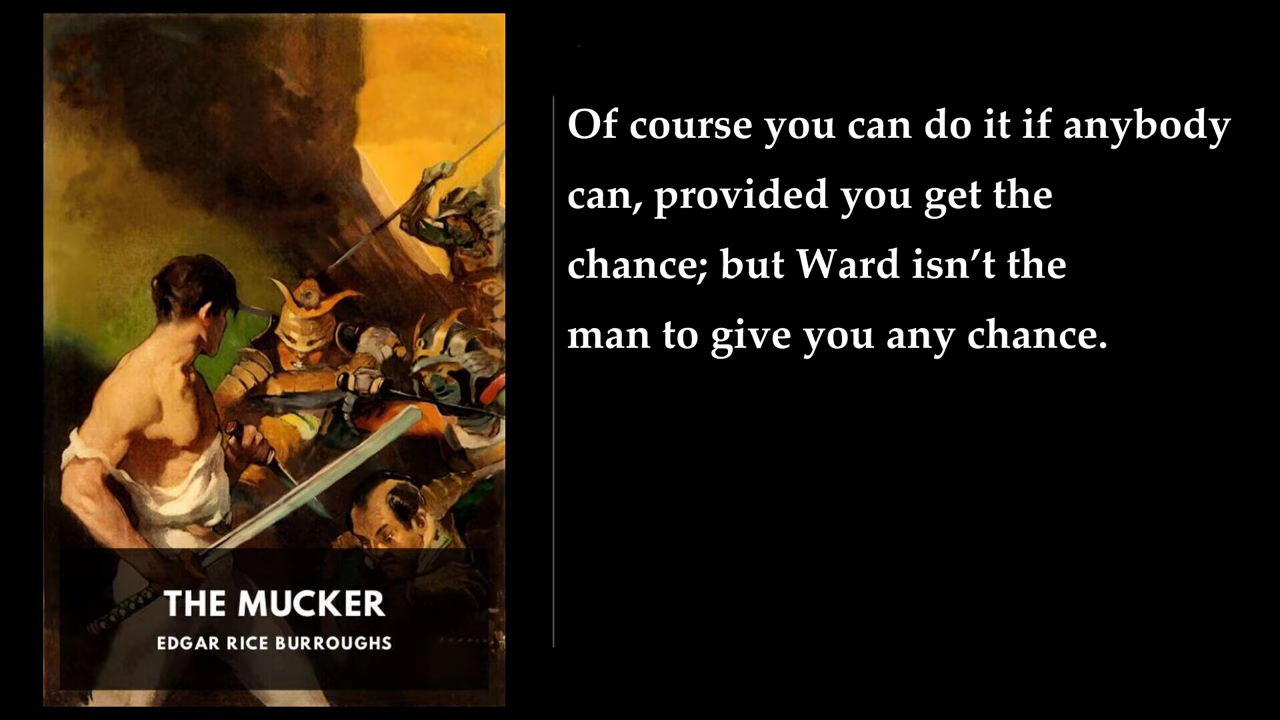 THE MUCKER
EDGAR RICE BURROUGHS
Of course you can do it if anybody
can, provided you get the
chance; but Ward isn’t the
man to give you any chance.